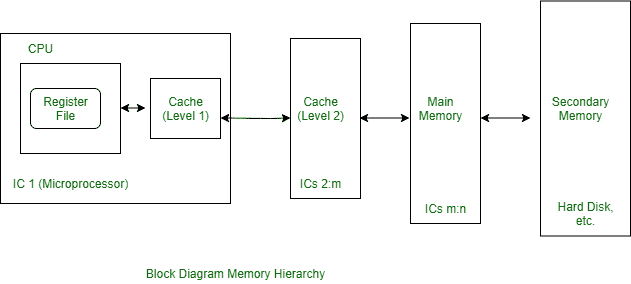 CPU
Register
File
Cache
(Level 1)
IC 1 (Microprocessor)
Cache
(Level 2)
ICs 2:m
Main
Memory
ICs m:n
Secondary
Memory
Hard Disk,
etc.
Block Diagram Memory Hierarchy